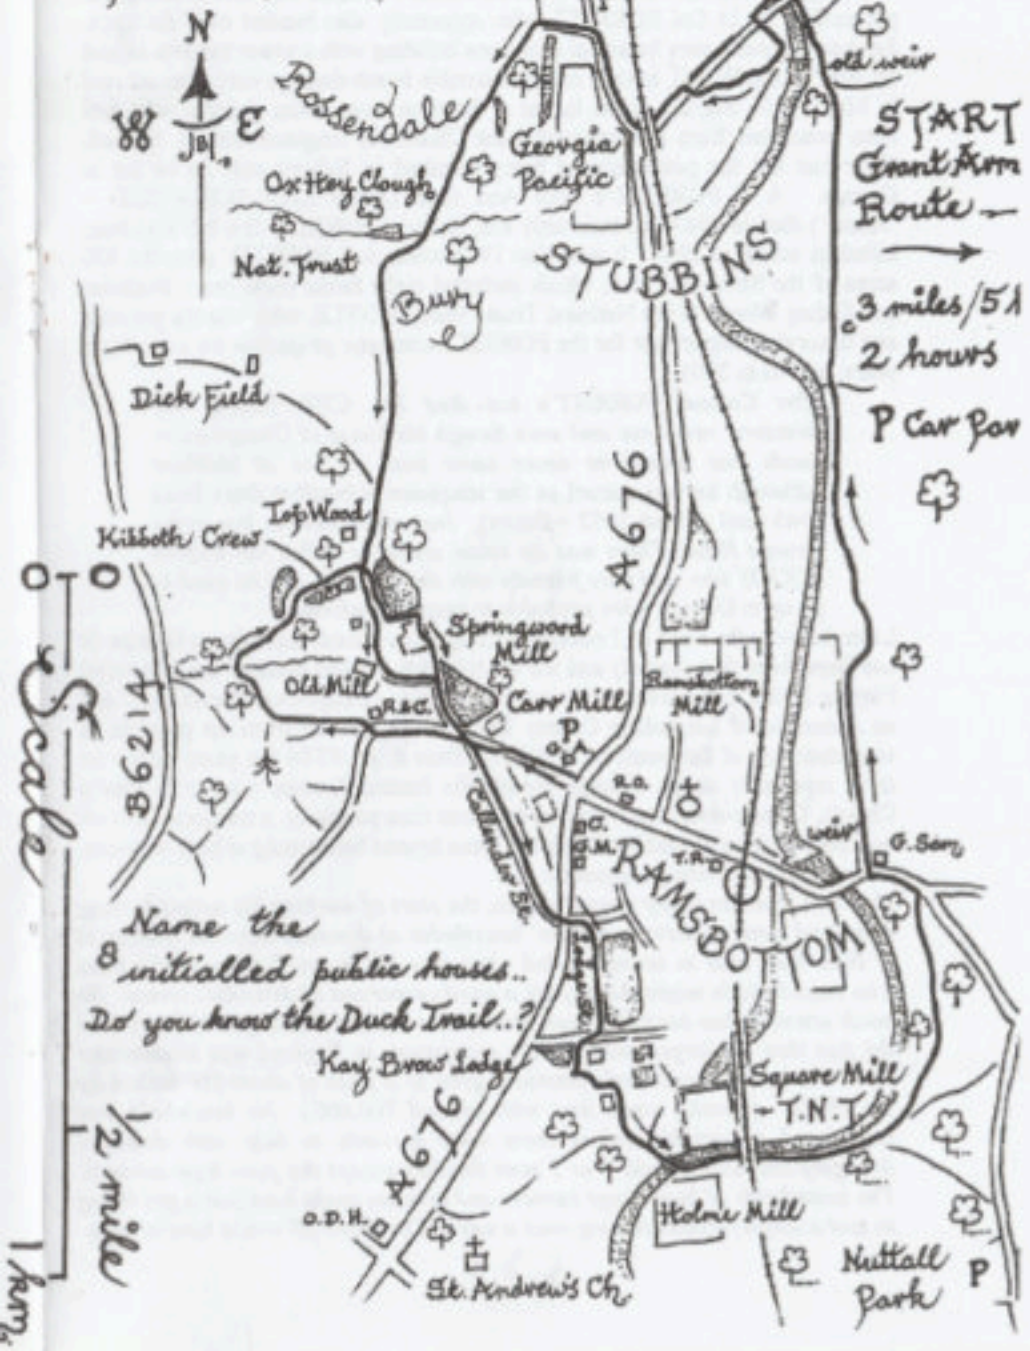 N
W E
J.B.
Rossendale
Georgia
Pacific
old weir
START
Grant Arm
Route
Ox Hey Clough
Nat. Trust
STUBBINS
Bury
3 miles/5
2 hours
Dick Field
P Car Par
A676
Top Wood
Kibboth Crew
Springwood
Mill
Old Mill
Carr Mill
R&C.
Ramsbottom
Mill
P
G.A.
R.O.
B6214
0
Scale
1/2 mile
1 km.
Callender St.
G.
G.M.
T.R.
weir
G. Sam
RAMSBOTTOM
Name the
8 initialled public houses..
Do you know the Duck Trail..?
Kay Brow Lodge
Square Mill
T.N.T.
A676
O.D.H.
St. Andrew's Ch
Holme Mill
Nuttall
Park
P